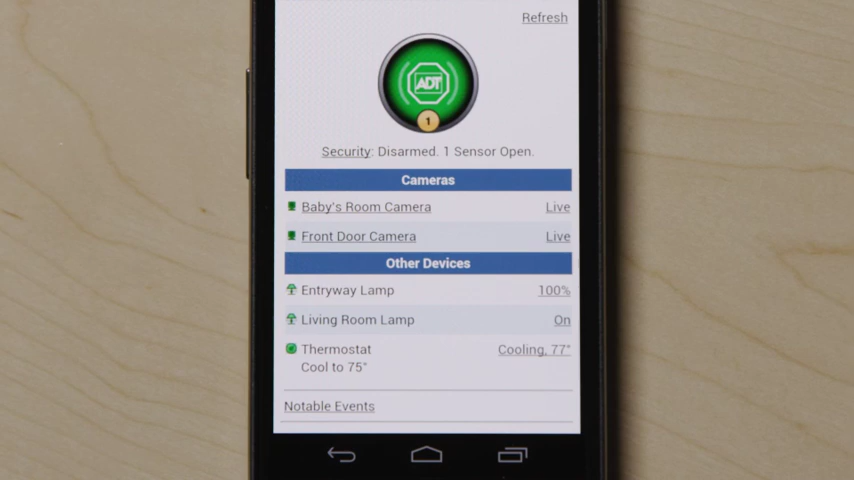 Refresh
ADT
1
Security: Disarmed. 1 Sensor Open.
Cameras
Baby's Room Camera Live
Front Door Camera Live
Other Devices
Entryway Lamp 100%
Living Room Lamp On
Thermostat Cooling, 77°
Cool to 75°
Notable Events